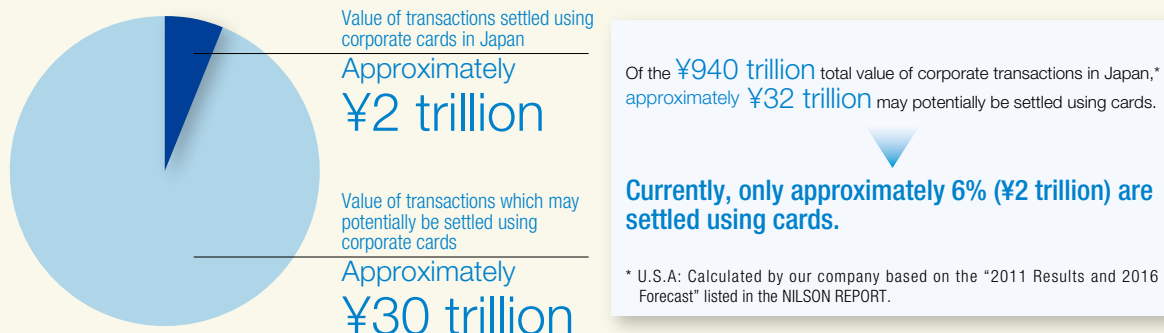 Value of transactions settled using
corporate cards in Japan
Approximately
¥2 trillion
Value of transactions which may
potentially be settled using
corporate cards
Approximately
¥30 trillion
Of the ¥940 trillion total value of corporate transactions in Japan,*
approximately ¥32 trillion may potentially be settled using cards.
Currently, only approximately 6% (¥2 trillion) are
settled using cards.
* U.S.A: Calculated by our company based on the “2011 Results and 2016
Forecast” listed in the NILSON REPORT.